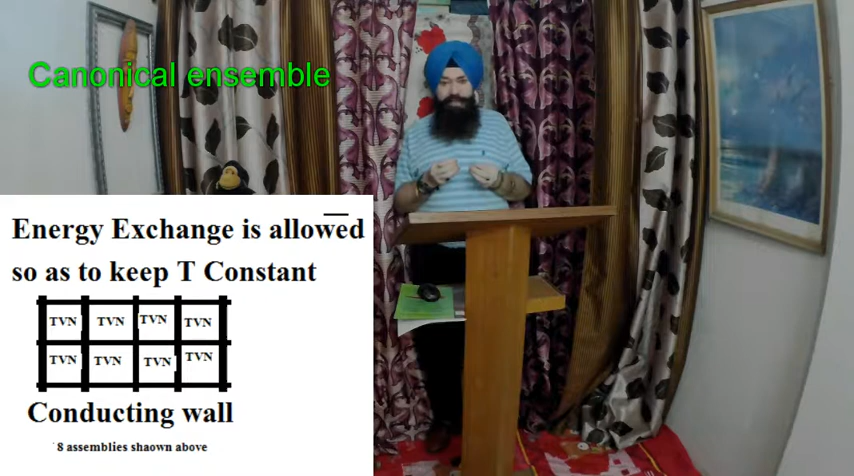 Canonical ensemble
Energy Exchange is allowed
so as to keep T Constant
TVN TVN TVN TVN
TVN TVN TVN TVN
Conducting wall
8 assemblies shaown above